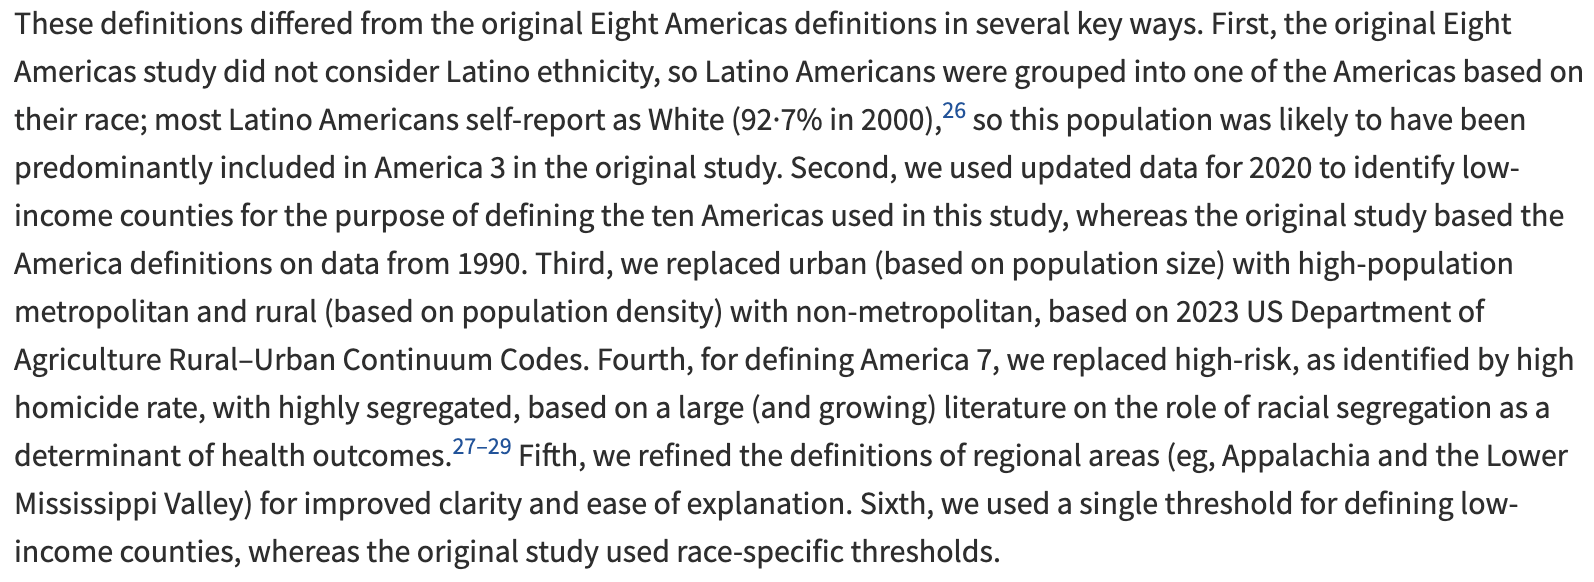 These definitions differed from the original Eight Americas definitions in several key ways. First, the original Eight
Americas study did not consider Latino ethnicity, so Latino Americans were grouped into one of the Americas based on
their race; most Latino Americans self-report as White (92·7% in 2000),26 so this population was likely to have been
predominantly included in America 3 in the original study. Second, we used updated data for 2020 to identify low-
income counties for the purpose of defining the ten Americas used in this study, whereas the original study based the
America definitions on data from 1990. Third, we replaced urban (based on population size) with high-population
metropolitan and rural (based on population density) with non-metropolitan, based on 2023 US Department of
Agriculture Rural–Urban Continuum Codes. Fourth, for defining America 7, we replaced high-risk, as identified by high
homicide rate, with highly segregated, based on a large (and growing) literature on the role of racial segregation as a
determinant of health outcomes.27–29 Fifth, we refined the definitions of regional areas (eg, Appalachia and the Lower
Mississippi Valley) for improved clarity and ease of explanation. Sixth, we used a single threshold for defining low-
income counties, whereas the original study used race-specific thresholds.